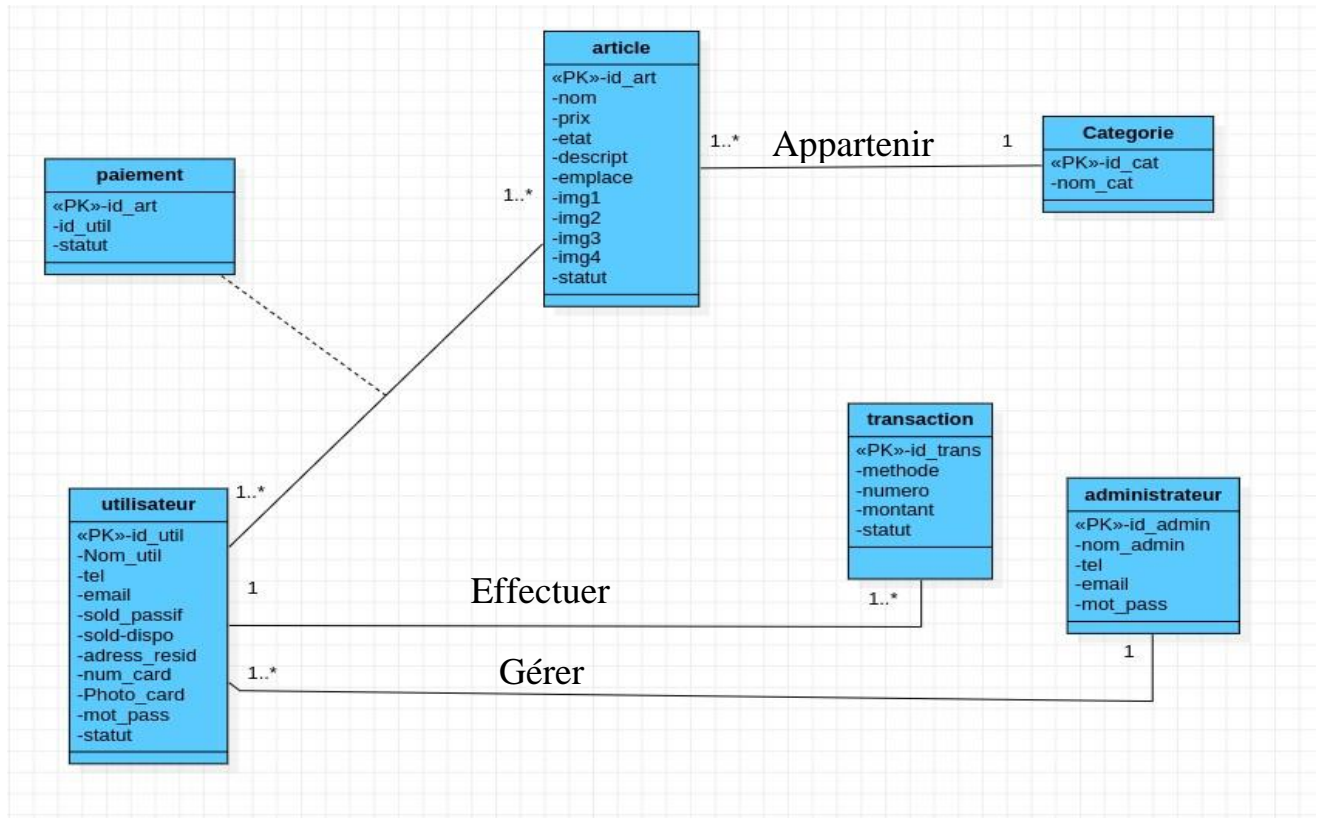 article
«PK»-id_art
-nom
-prix
-etat
-descript
-emplace
-img1
-img2
-img3
-img4
-statut
1..*
Appartenir
1
Categorie
«PK»-id_cat
-nom_cat
paiement
«PK»-id_art
-id_util
-statut
1..*
transaction
«PK»-id_trans
-methode
-numero
-montant
-statut
1..*
administrateur
«PK»-id_admin
-nom_admin
-tel
-email
-mot_pass
1
utilisateur
«PK»-id_util
-Nom_util
-tel
-email
-sold_passif
-sold-dispo
-adress_resid
-num_card
-Photo_card
-mot_pass
-statut
1..*
1
Effectuer
1..*
Gérer